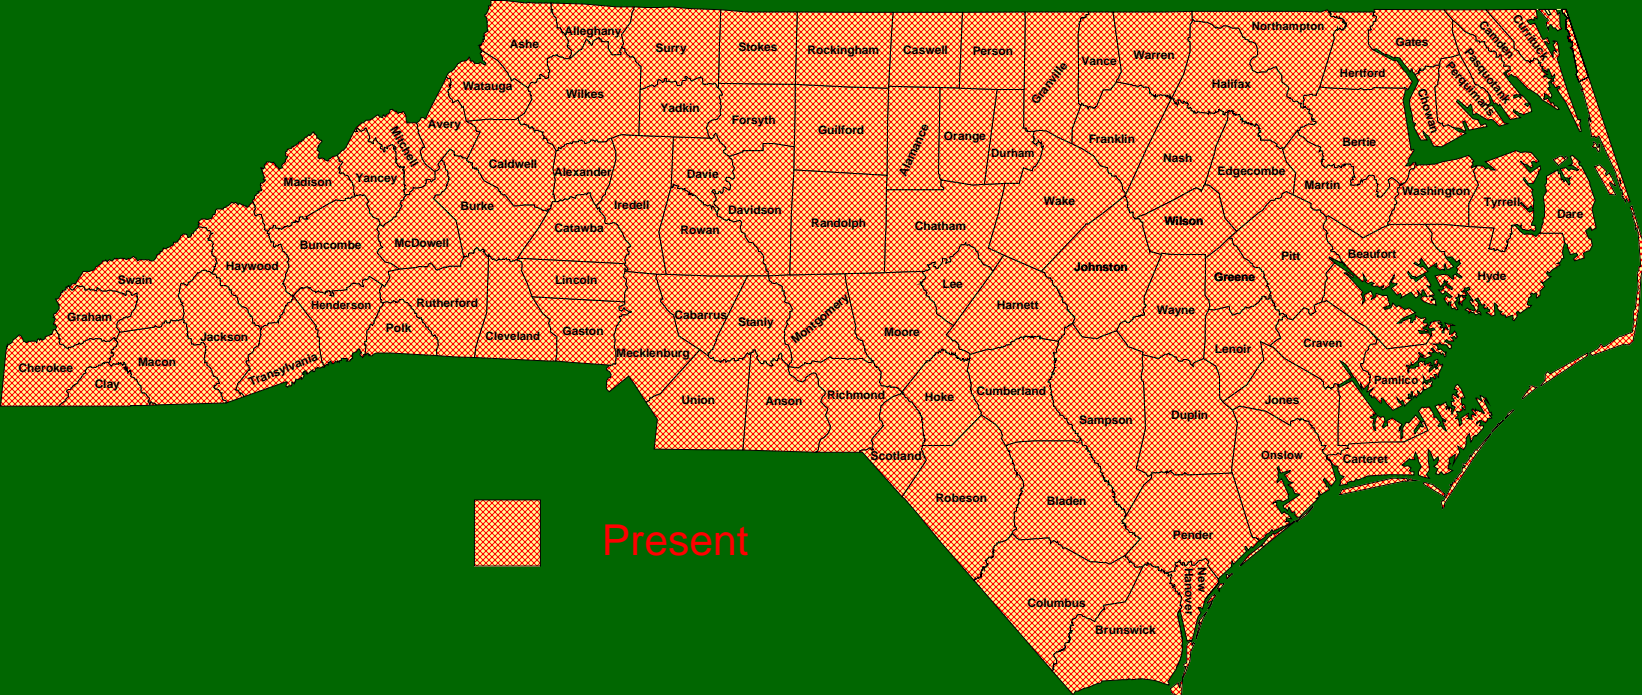 Northampton
Alleghany
Ashe
Surry
Stokes
Rockingham
Caswell
Person
Granville
Vance
Warren
Halifax
Gates
Hertford
Camden
Currituck
Pasquotank
Perquimans
Chowan
Watauga
Wilkes
Yadkin
Forsyth
Guilford
Alamance
Orange
Durham
Franklin
Nash
Edgecombe
Bertie
Martin
Washington
Tyrrell
Dare
Avery
Mitchell
Caldwell
Alexander
Davie
Iredell
Madison
Yancey
Burke
Catawba
Rowan
Davidson
Randolph
Chatham
Wake
Wilson
Buncombe
McDowell
Haywood
Swain
Graham
Lincoln
Johnston
Greene
Pitt
Beaufort
Hyde
Henderson
Rutherford
Polk
Cleveland
Gaston
Cabarrus
Stanly
Montgomery
Moore
Lee
Harnett
Wayne
Lenoir
Craven
Pamlico
Jackson
Macon
Cherokee
Clay
Transylvania
Mecklenburg
Union
Anson
Richmond
Hoke
Cumberland
Sampson
Duplin
Jones
Onslow
Carteret
Scotland
Robeson
Bladen
Pender
New
Hanover
Columbus
Brunswick
Present